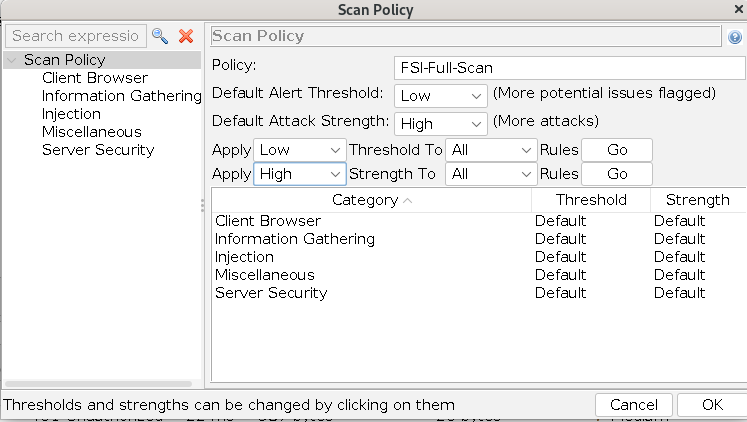 Scan Policy
Search expressio
Scan Policy
Client Browser
Information Gathering
Injection
Miscellaneous
Server Security
Scan Policy
Policy: FSI-Full-Scan
Default Alert Threshold: Low (More potential issues flagged)
Default Attack Strength: High (More attacks)
Apply Low Threshold To All Rules Go
Apply High Strength To All Rules Go
Category Threshold Strength
Client Browser Default Default
Information Gathering Default Default
Injection Default Default
Miscellaneous Default Default
Server Security Default Default
Thresholds and strengths can be changed by clicking on them Cancel OK